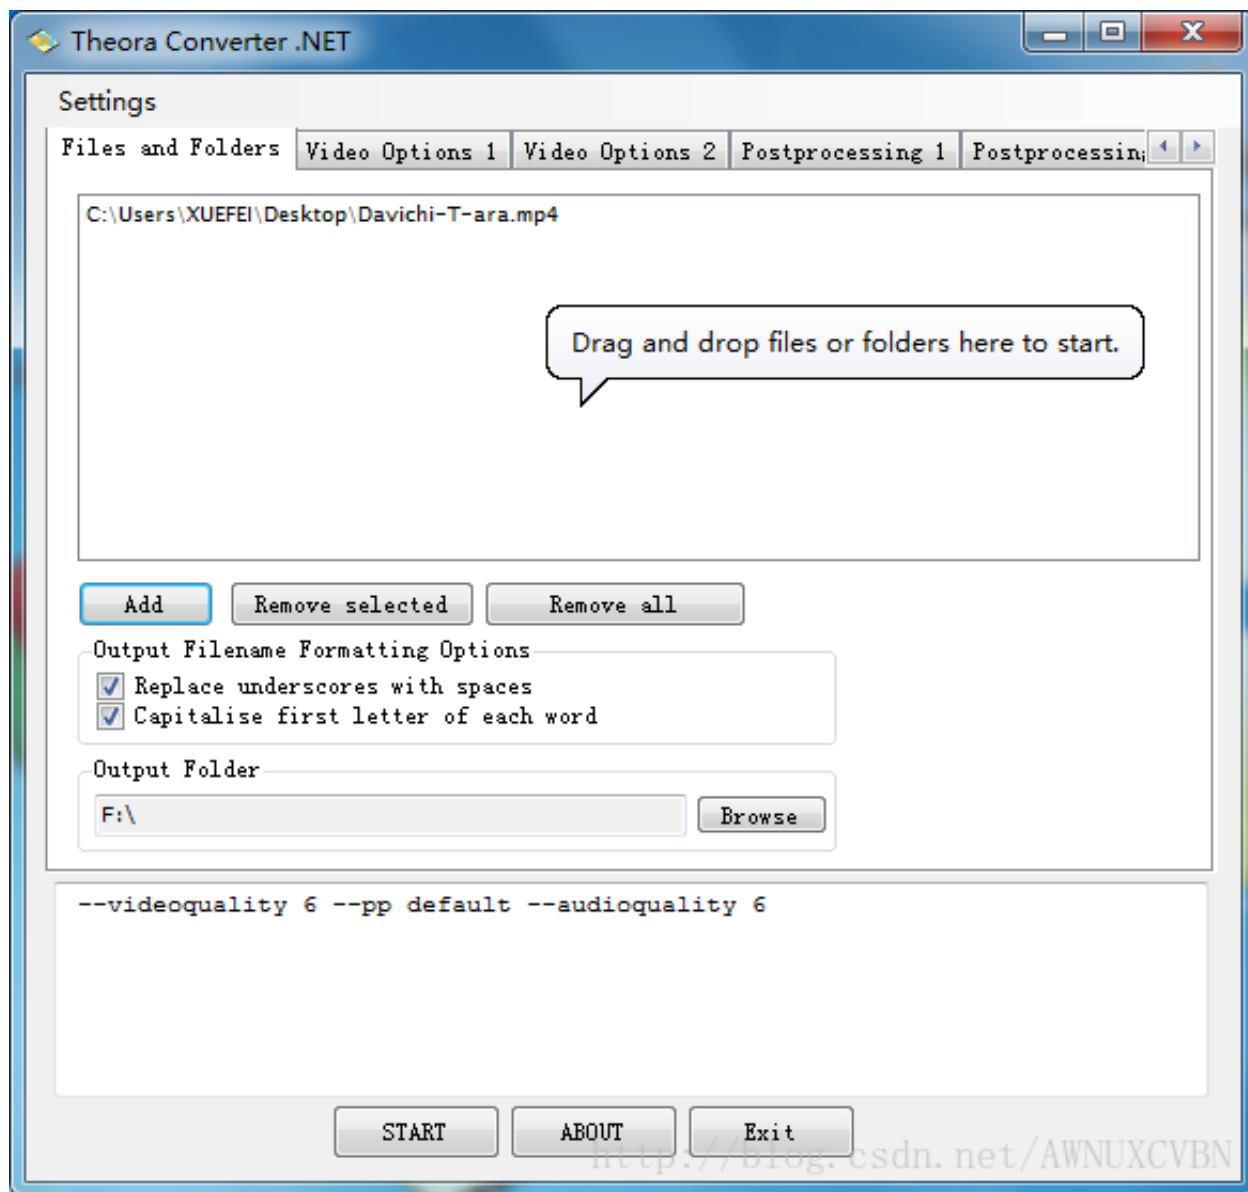 Theora Converter .NET
Settings
Files and Folders Video Options 1 Video Options 2 Postprocessing 1 Postprocessin
C:\Users\XUEFEI\Desktop\Davichi-T-ara.mp4
Drag and drop files or folders here to start.
Add Remove selected Remove all
Output Filename Formatting Options
Replace underscores with spaces
Capitalise first letter of each word
Output Folder
F:\ Browse
--videoquality 6 --pp default --audioquality 6
START ABOUT Exit
http://blog.csdn.net/AWNUXCVBN